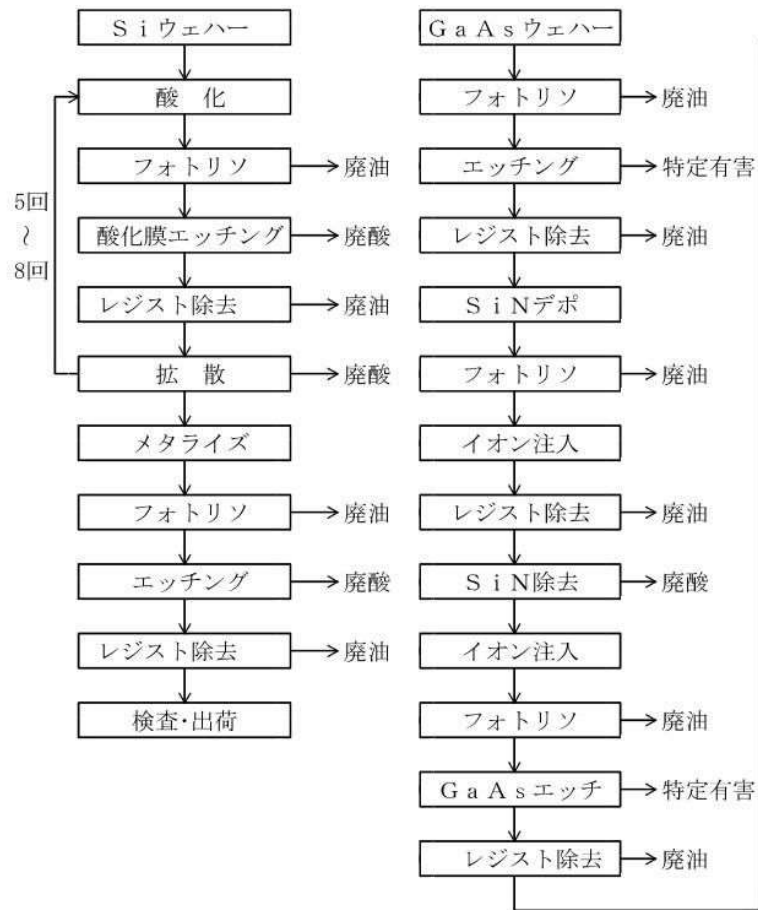 Siウェハー
酸化
フォトリソ
廃油
酸化膜エッチング
廃酸
レジスト除去
廃油
拡散
廃酸
5回
〜
8回
メタライズ
フォトリソ
廃油
エッチング
廃酸
レジスト除去
廃油
検査・出荷
GaAsウェハー
フォトリソ
廃油
エッチング
特定有害
レジスト除去
廃油
SiNデポ
フォトリソ
廃油
イオン注入
レジスト除去
廃油
SiN除去
廃酸
イオン注入
フォトリソ
廃油
GaAsエッチ
特定有害
レジスト除去
廃油